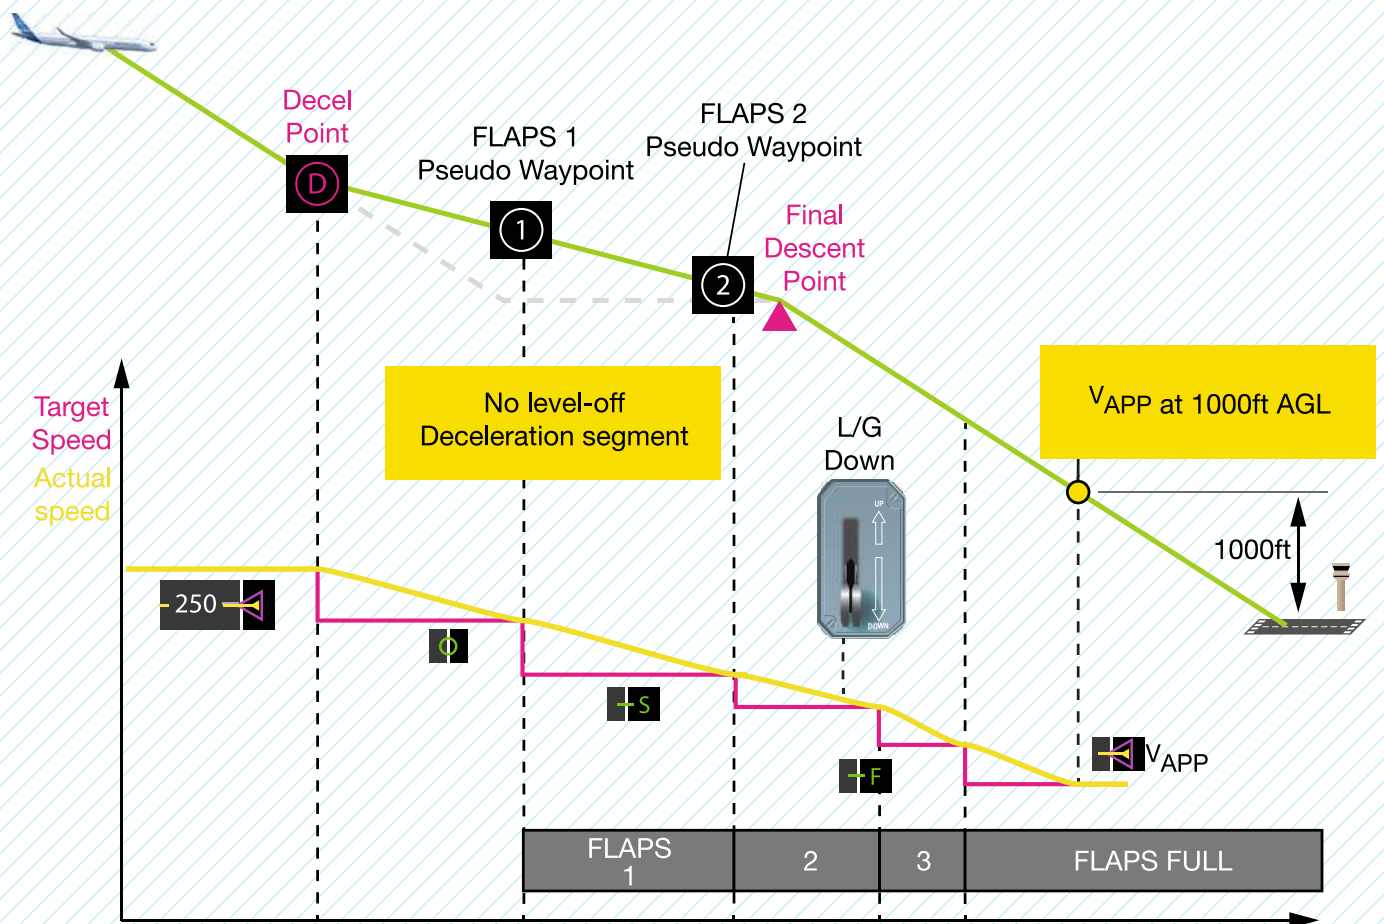 Decel
Point
D
FLAPS 1
Pseudo Waypoint
1
FLAPS 2
Pseudo Waypoint
2
Final
Descent
Point
No level-off
Deceleration segment
VAPP at 1000ft AGL
Target
Speed
Actual
speed
L/G
Down
UP
DOWN
1000ft
250
S
F
VAPP
FLAPS
1
2
3
FLAPS FULL